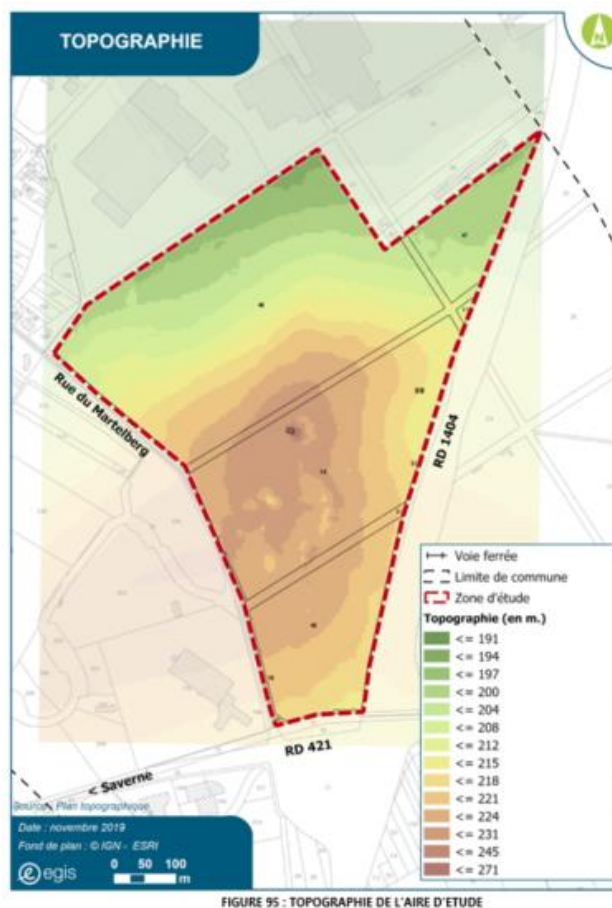 TOPOGRAPHIE
N
Rue du Martelberg
RD 1404
RD 421
< Saverne
Voie ferrée
Limite de commune
Zone d'étude
Topographie (en m.)
<= 191
<= 194
<= 197
<= 200
<= 204
<= 208
<= 212
<= 215
<= 218
<= 221
<= 224
<= 231
<= 245
<= 271
Source : Plan topographique
Date : novembre 2019
Fond de plan : © IGN - ESRI
egis
0 50 100
m
FIGURE 95 : TOPOGRAPHIE DE L'AIRE D'ETUDE